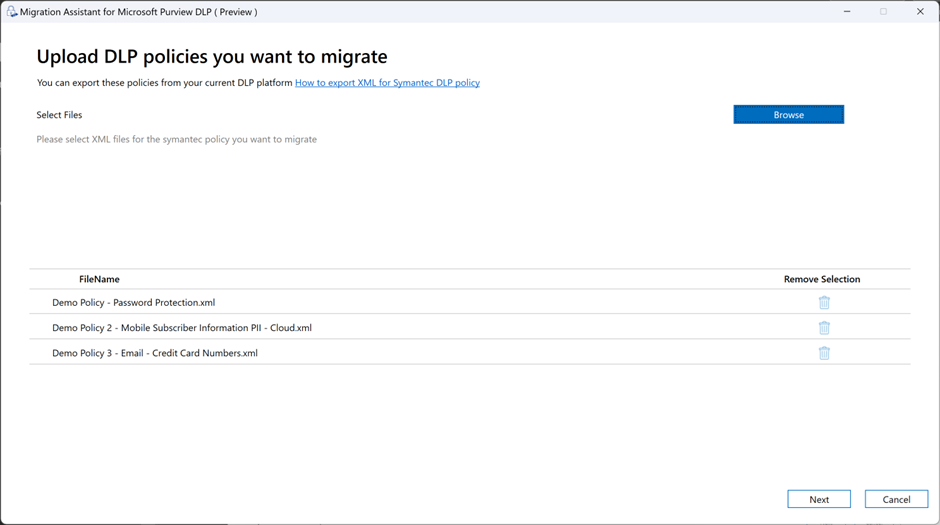 Migration Assistant for Microsoft Purview DLP ( Preview )
Upload DLP policies you want to migrate
You can export these policies from your current DLP platform How to export XML for Symantec DLP policy
Select Files
Browse
Please select XML files for the symantec policy you want to migrate
FileName Remove Selection
Demo Policy - Password Protection.xml
Demo Policy 2 - Mobile Subscriber Information PII - Cloud.xml
Demo Policy 3 - Email - Credit Card Numbers.xml
Next Cancel